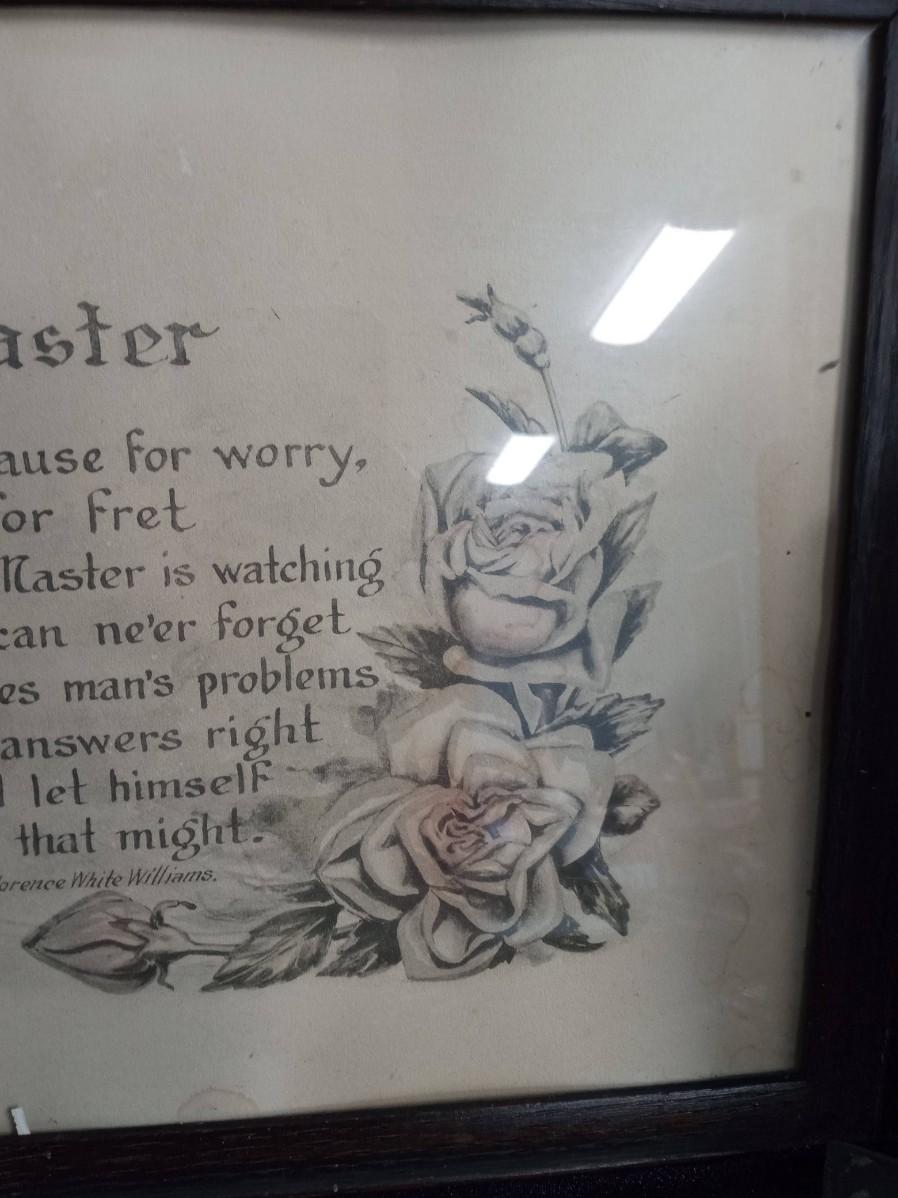 aster
ause for worry,
or fret
Master is watching
can ne'er forget
es man's problems
answers right
let himself
that might.
orence White Williams.